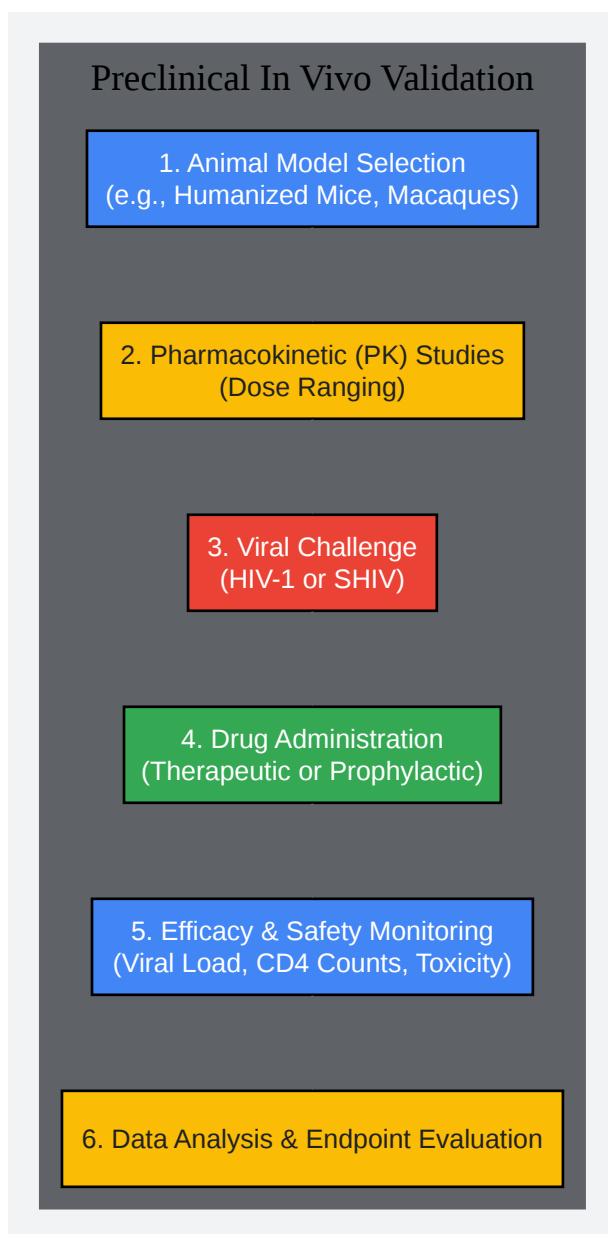 Preclinical In Vivo Validation
1. Animal Model Selection
(e.g., Humanized Mice, Macaques)
2. Pharmacokinetic (PK) Studies
(Dose Ranging)
3. Viral Challenge
(HIV-1 or SHIV)
4. Drug Administration
(Therapeutic or Prophylactic)
5. Efficacy & Safety Monitoring
(Viral Load, CD4 Counts, Toxicity)
6. Data Analysis & Endpoint Evaluation